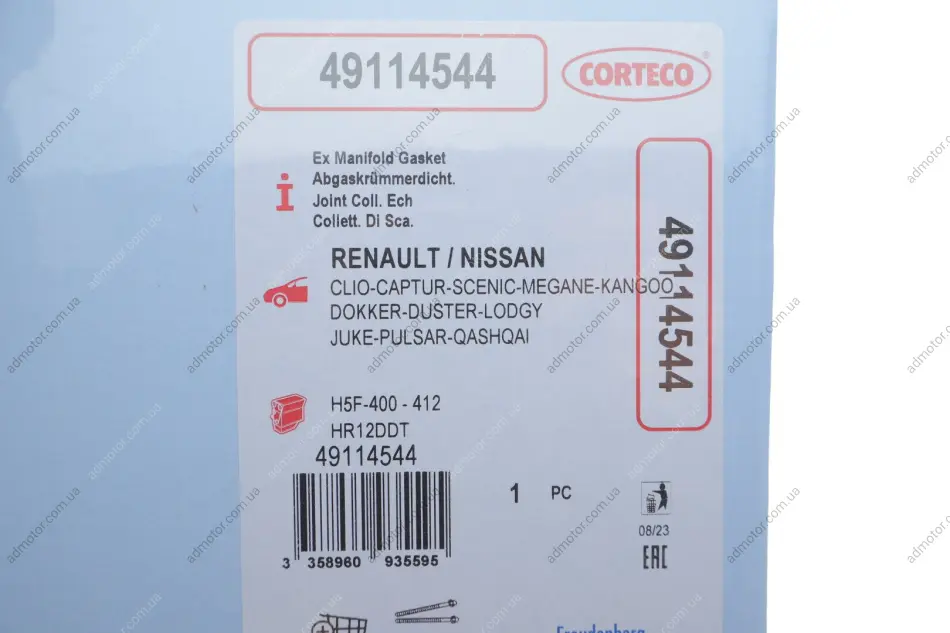 49114544
CORTECO®
Ex Manifold Gasket
Abgaskrümmerdicht.
Joint Coll. Ech
Collett. Di Sca.
RENAULT / NISSAN
CLIO-CAPTUR-SCENIC-MEGANE-KANGOO
DOKKER-DUSTER-LODGY
JUKE-PULSAR-QASHQAI
49114544
H5F-400 - 412
HR12DDT
49114544
1 PC
3 358960 935595
08/23
EAC
Freudenberg
admotor.com.ua